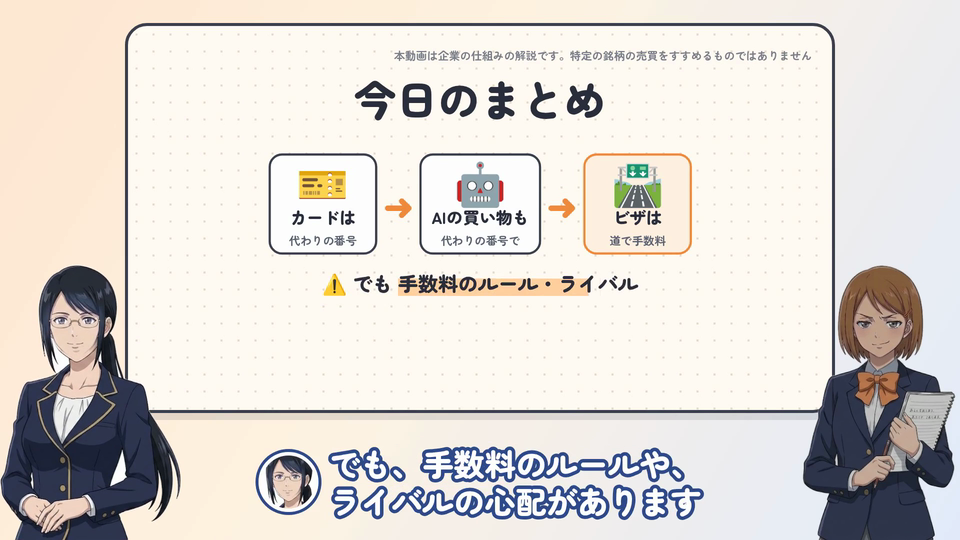 本動画は企業の仕組みの解説です。特定の銘柄の売買をすすめるものではありません
今日のまとめ
カードは
代わりの番号
AIの買い物も
代わりの番号で
ビザは
道で手数料
でも 手数料のルール・ライバル
でも、手数料のルールや、
ライバルの心配があります